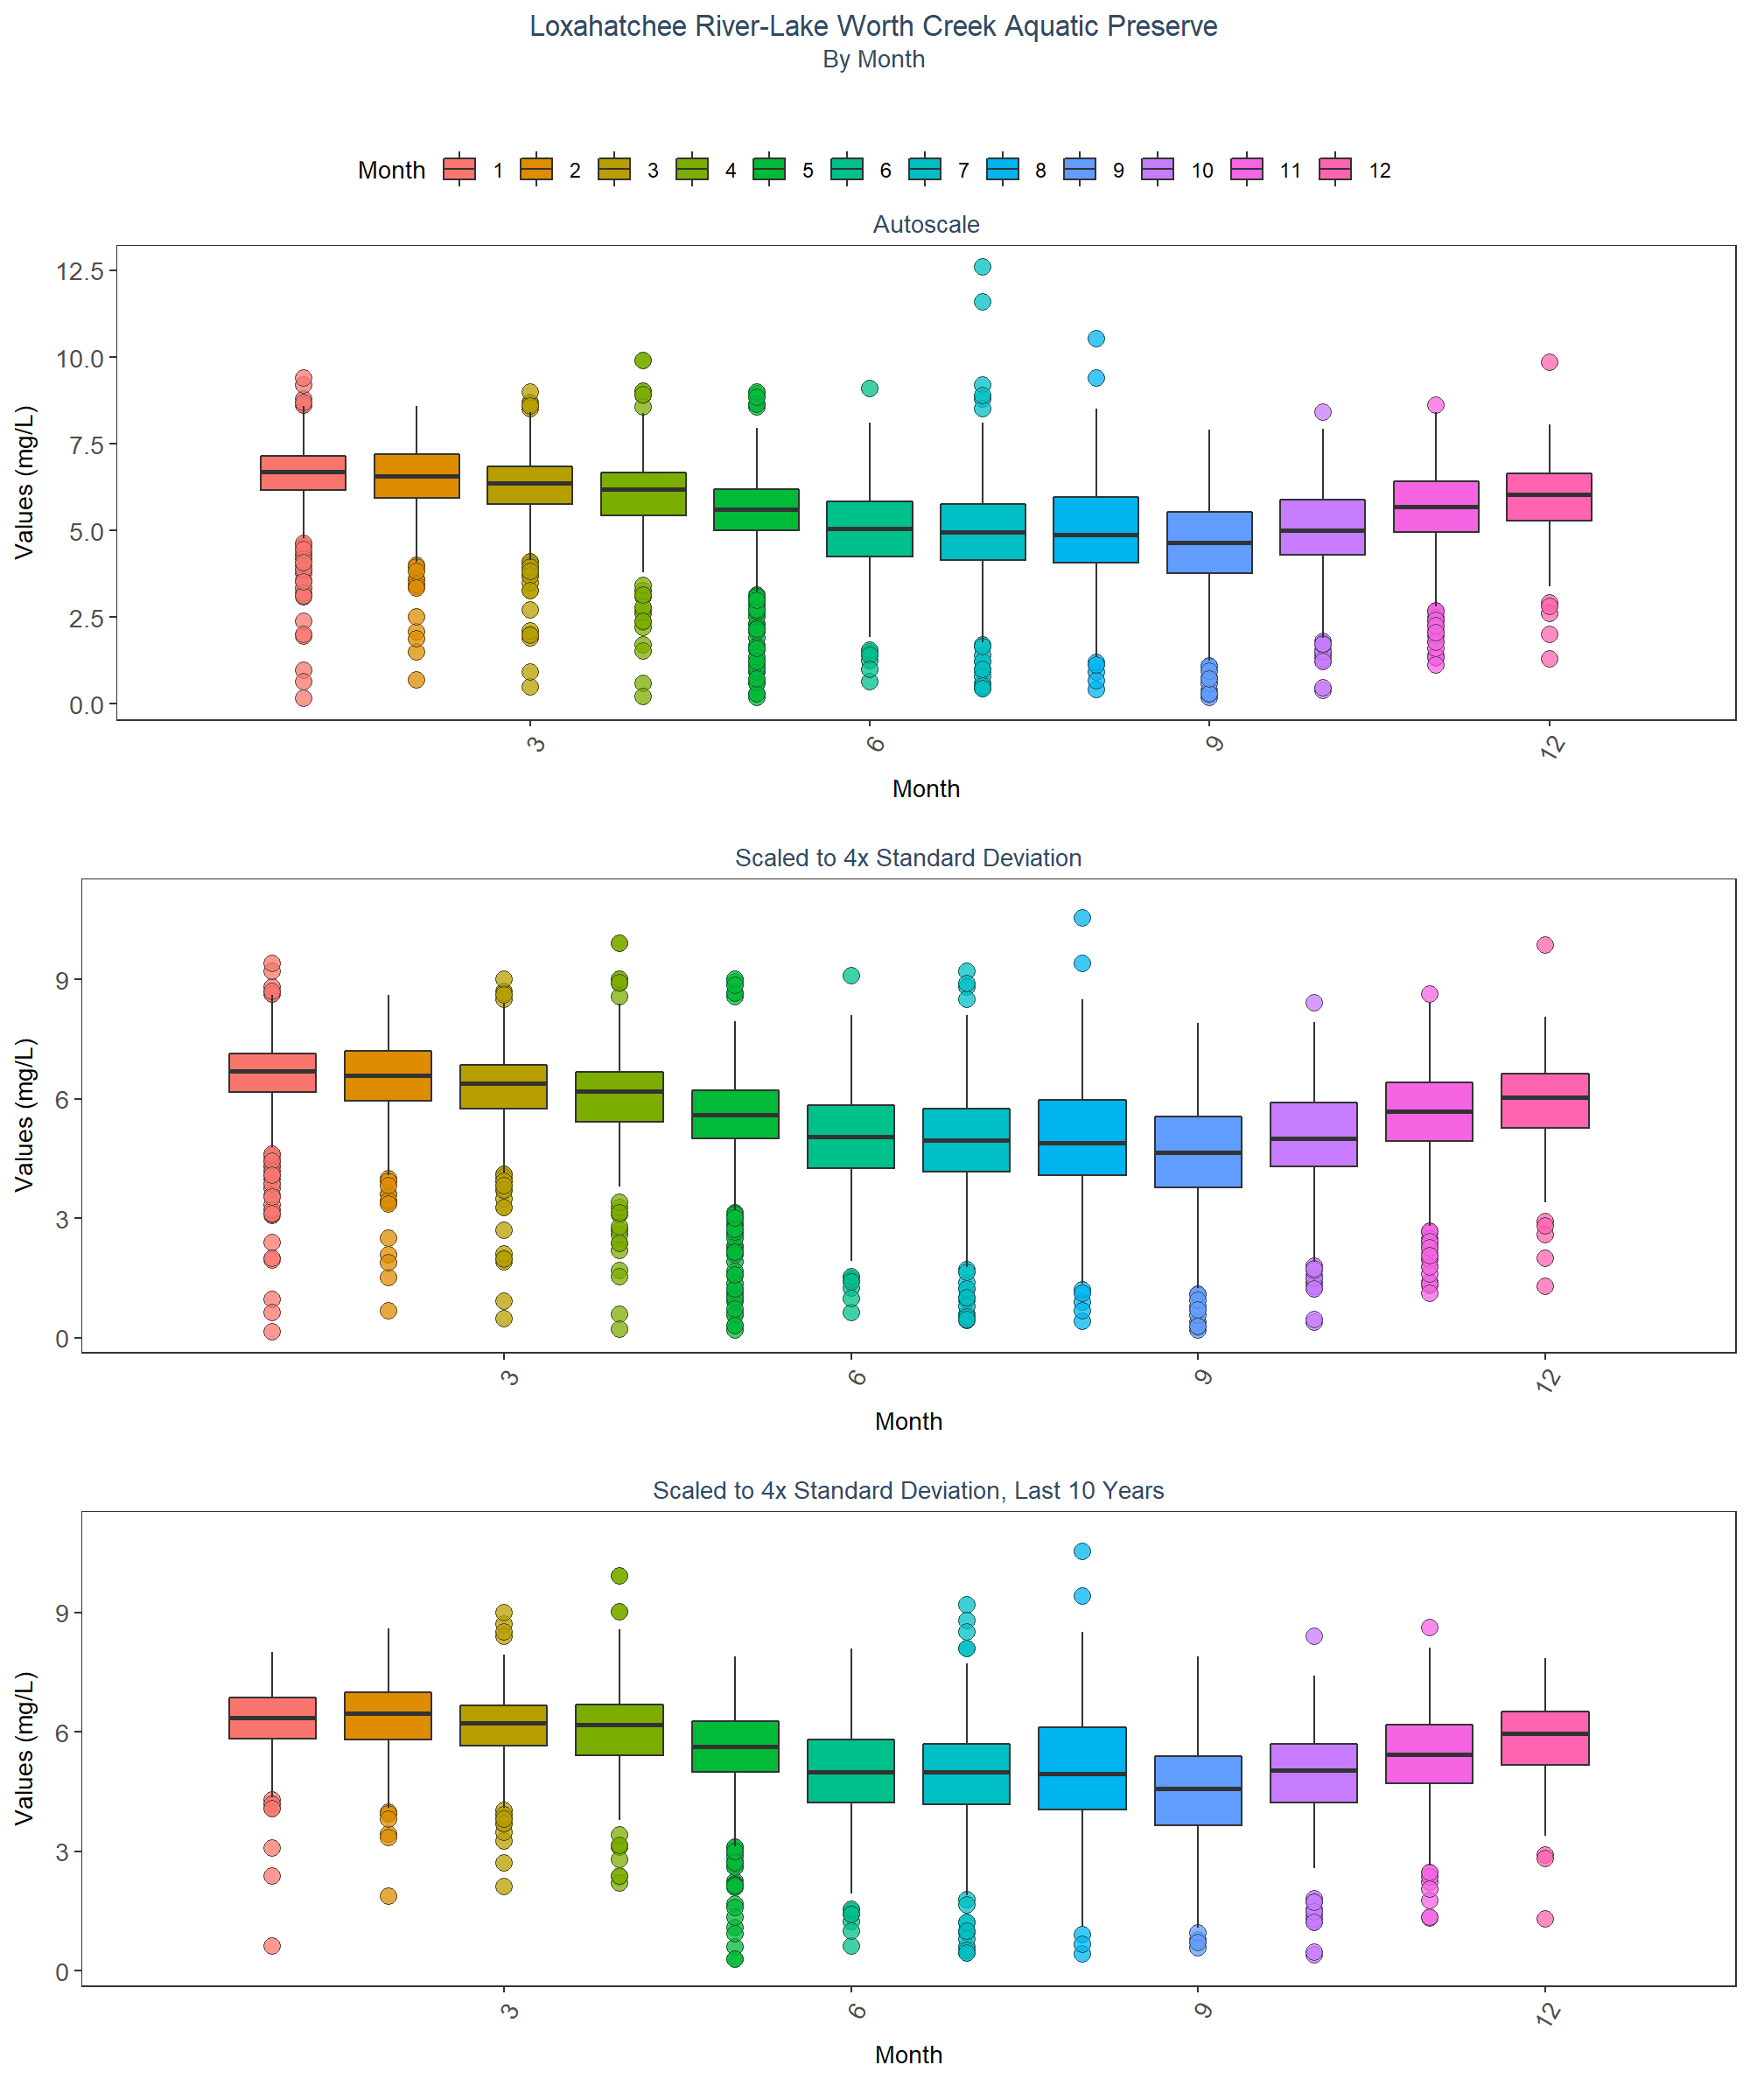 Loxahatchee River-Lake Worth Creek Aquatic Preserve
By Month
Month 1 2 3 4 5 6 7 8 9 10 11 12
Autoscale
Values (mg/L)
12.5
10.0
7.5
5.0
2.5
0.0
3 6 9 12
Month
Scaled to 4x Standard Deviation
Values (mg/L)
9
6
3
0
3 6 9 12
Month
Scaled to 4x Standard Deviation, Last 10 Years
Values (mg/L)
9
6
3
0
3 6 9 12
Month